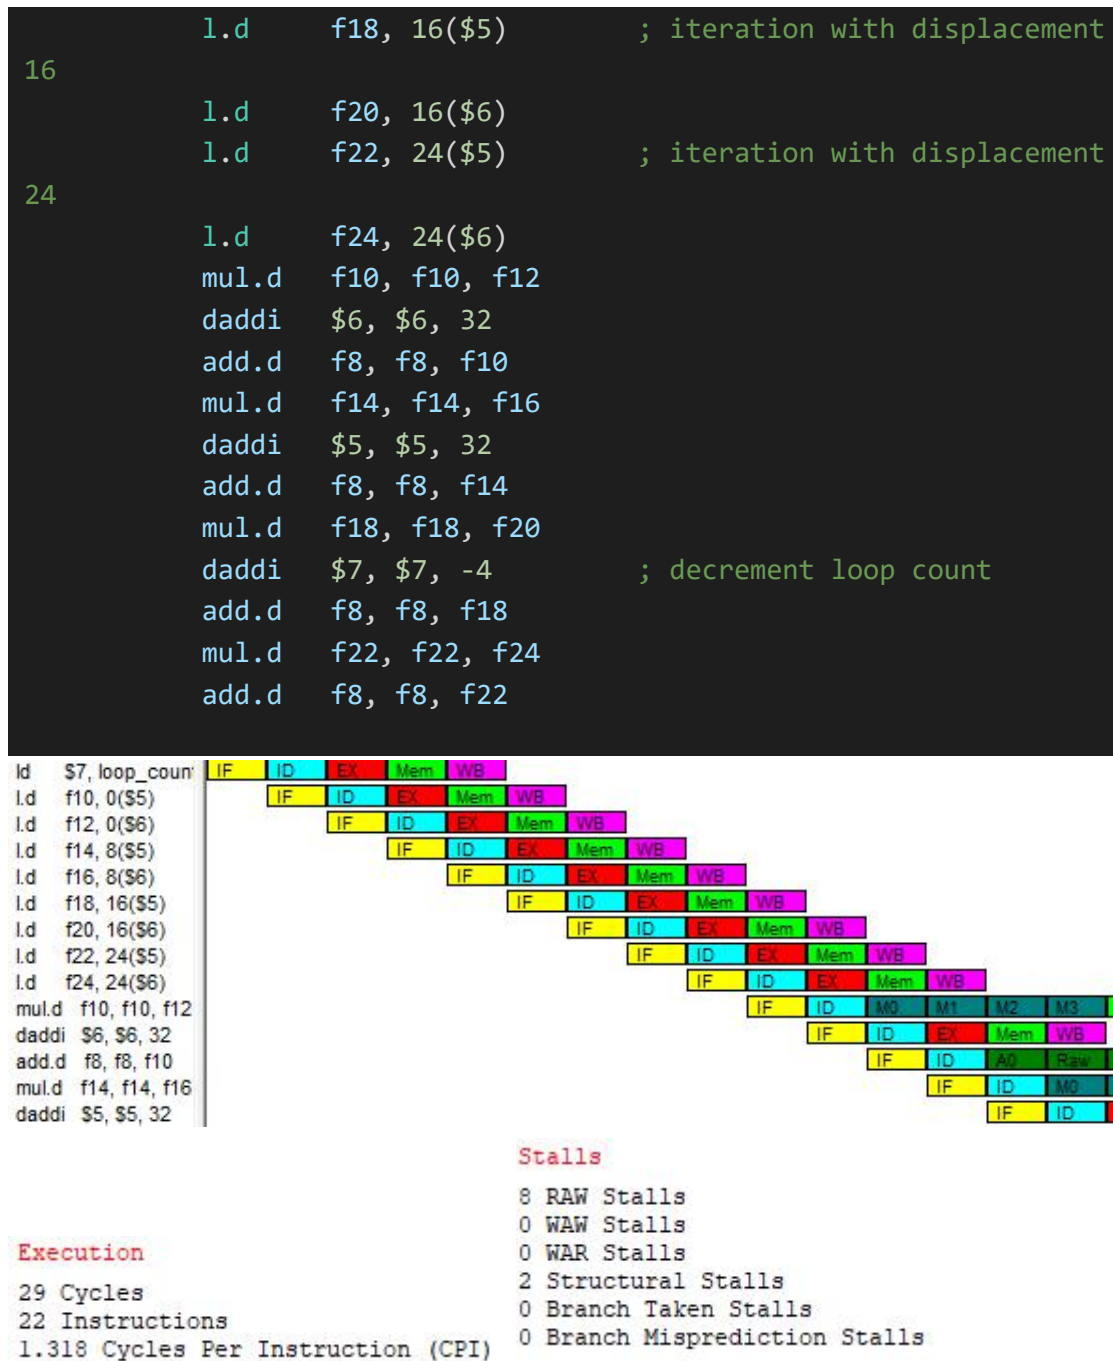 l.d f18, 16($5) ; iteration with displacement
16
l.d f20, 16($6)
l.d f22, 24($5) ; iteration with displacement
24
l.d f24, 24($6)
mul.d f10, f10, f12
daddi $6, $6, 32
add.d f8, f8, f10
mul.d f14, f14, f16
daddi $5, $5, 32
add.d f8, f8, f14
mul.d f18, f18, f20
daddi $7, $7, -4 ; decrement loop count
add.d f8, f8, f18
mul.d f22, f22, f24
add.d f8, f8, f22
ld $7, loop_coun IF ID EX Mem WB
l.d f10, 0($5) IF ID EX Mem WB
l.d f12, 0($6) IF ID EX Mem WB
l.d f14, 8($5) IF ID EX Mem WB
l.d f16, 8($6) IF ID EX Mem WB
l.d f18, 16($5) IF ID EX Mem WB
l.d f20, 16($6) IF ID EX Mem WB
l.d f22, 24($5) IF ID EX Mem WB
l.d f24, 24($6) IF ID EX Mem WB
mul.d f10, f10, f12 IF ID M0 M1 M2 M3
daddi $6, $6, 32 IF ID EX Mem WB
add.d f8, f8, f10 IF ID A0 Raw
mul.d f14, f14, f16 IF ID M0
daddi $5, $5, 32 IF ID
Stalls
8 RAW Stalls
0 WAW Stalls
0 WAR Stalls
2 Structural Stalls
0 Branch Taken Stalls
0 Branch Misprediction Stalls
Execution
29 Cycles
22 Instructions
1.318 Cycles Per Instruction (CPI)